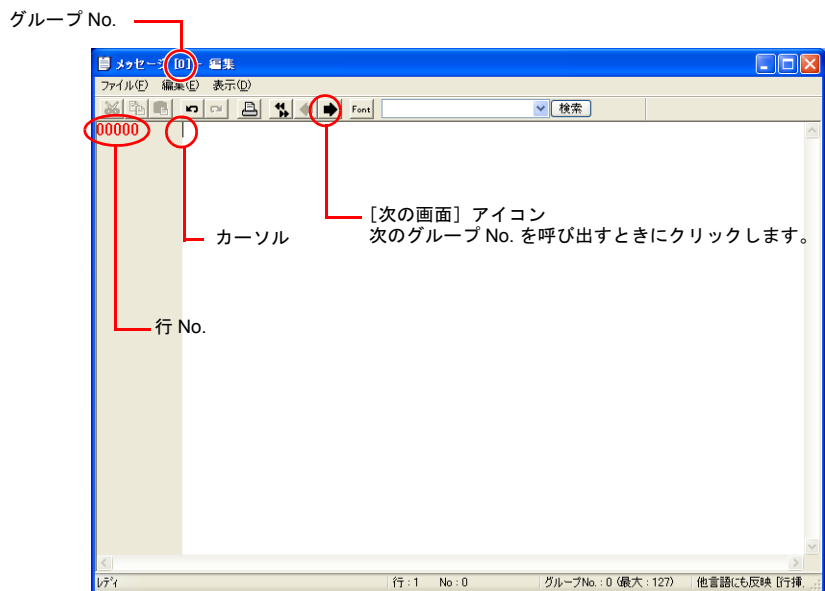 グループ No.
メッセージ [0] - 編集
ファイル(F) 編集(E) 表示(D)
Font 検索
00000
[次の画面] アイコン
次のグループ No. を呼び出すときにクリックします。
カーソル
行 No.
ﾚﾃﾞｨ 行 : 1 No : 0 グループNo. : 0 (最大 : 127) 他言語にも反映 [行挿